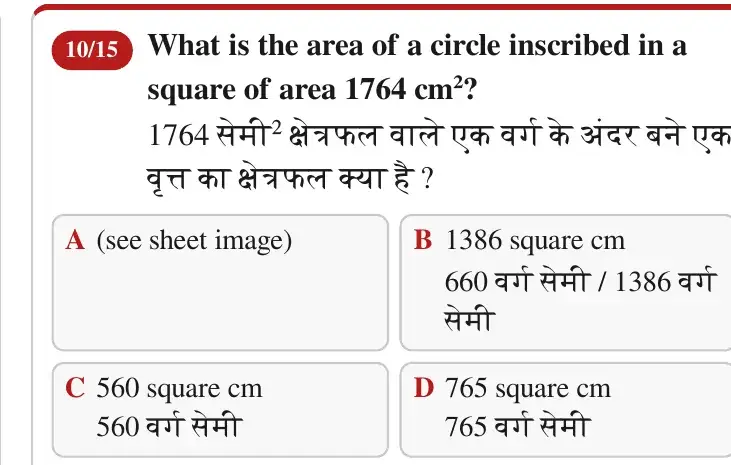 10/15 What is the area of a circle inscribed in a
square of area 1764 cm²?
1764 सेमी² क्षेत्रफल वाले एक वर्ग के अंदर बने एक
वृत्त का क्षेत्रफल क्या है ?
A (see sheet image)
B 1386 square cm
660 वर्ग सेमी / 1386 वर्ग
सेमी
C 560 square cm
560 वर्ग सेमी
D 765 square cm
765 वर्ग सेमी